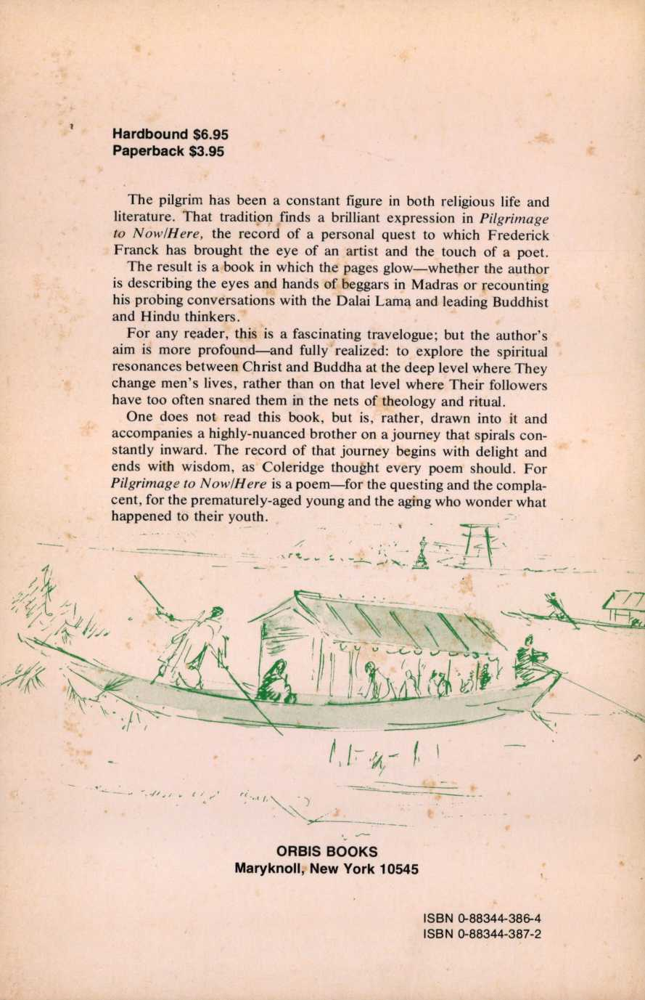 Hardbound $6.95
Paperback $3.95
The pilgrim has been a constant figure in both religious life and
literature. That tradition finds a brilliant expression in Pilgrimage
to Now/Here, the record of a personal quest to which Frederick
Franck has brought the eye of an artist and the touch of a poet.
The result is a book in which the pages glow—whether the author
is describing the eyes and hands of beggars in Madras or recounting
his probing conversations with the Dalai Lama and leading Buddhist
and Hindu thinkers.
For any reader, this is a fascinating travelogue; but the author's
aim is more profound—and fully realized: to explore the spiritual
resonances between Christ and Buddha at the deep level where They
change men's lives, rather than on that level where Their followers
have too often snared them in the nets of theology and ritual.
One does not read this book, but is, rather, drawn into it and
accompanies a highly-nuanced brother on a journey that spirals con-
stantly inward. The record of that journey begins with delight and
ends with wisdom, as Coleridge thought every poem should. For
Pilgrimage to Now/Here is a poem—for the questing and the compla-
cent, for the prematurely-aged young and the aging who wonder what
happened to their youth.
ORBIS BOOKS
Maryknoll, New York 10545
ISBN 0-88344-386-4
ISBN 0-88344-387-2